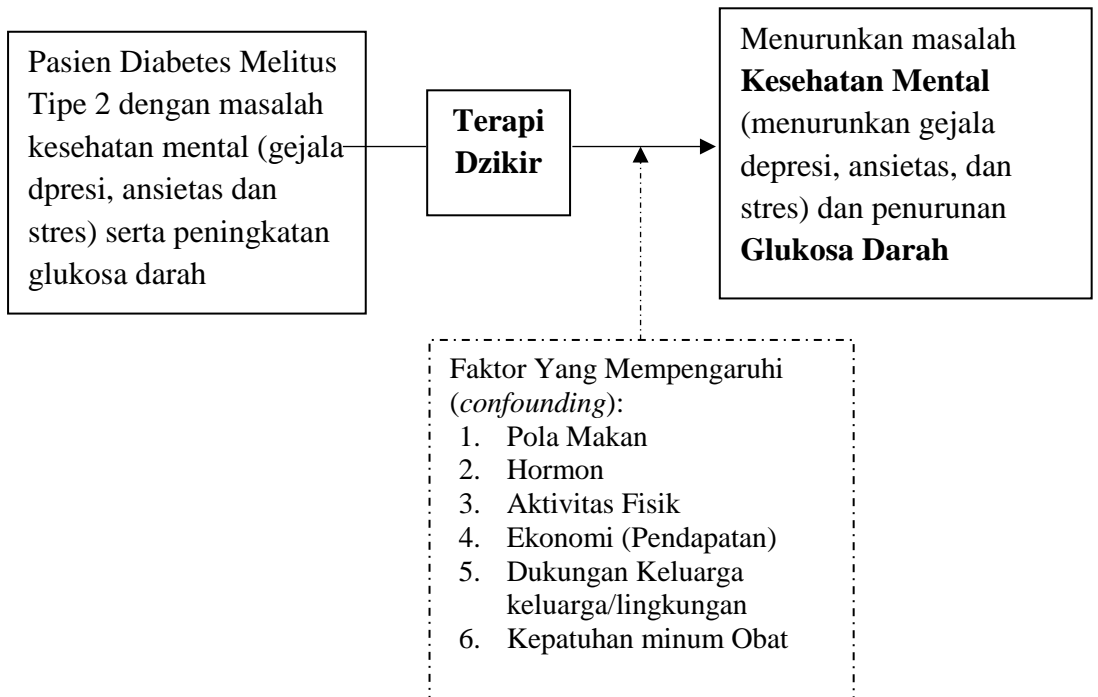 Pasien Diabetes Melitus
Tipe 2 dengan masalah
kesehatan mental (gejala
dpresi, ansietas dan
stres) serta peningkatan
glukosa darah
Terapi
Dzikir
Menurunkan masalah
Kesehatan Mental
(menurunkan gejala
depresi, ansietas, dan
stres) dan penurunan
Glukosa Darah
Faktor Yang Mempengaruhi
(confounding):
1. Pola Makan
2. Hormon
3. Aktivitas Fisik
4. Ekonomi (Pendapatan)
5. Dukungan Keluarga
keluarga/lingkungan
6. Kepatuhan minum Obat